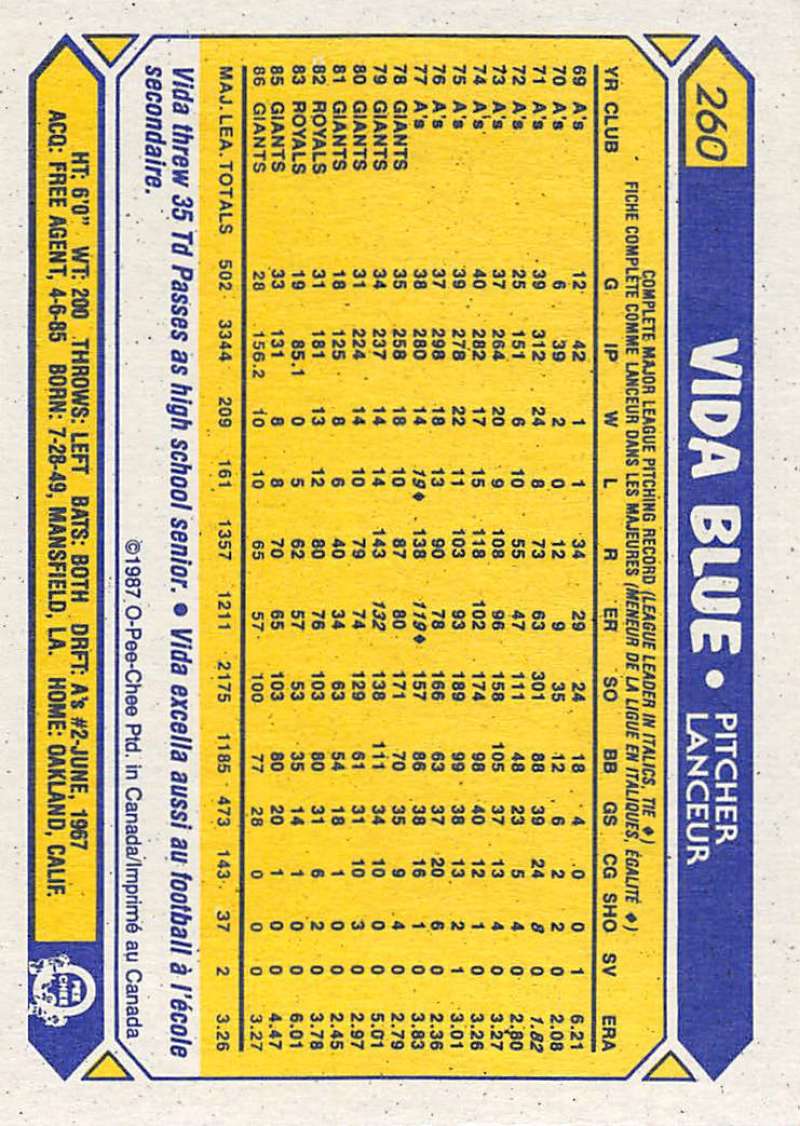 260 VIDA BLUE • PITCHER LANCEUR
COMPLETE MAJOR LEAGUE PITCHING RECORD (LEAGUE LEADER IN ITALICS, TIE ♦)
FICHE COMPLÈTE COMME LANCEUR DANS LES MAJEURES (MENEUR DE LA LIGUE EN ITALIQUES, ÉGALITÉ ♦)
YR CLUB G IP W L R ER SO BB GS CG SHO SV ERA
69 A's 12 42 1 1 34 29 24 18 4 0 0 1 6.21
70 A's 6 39 2 0 12 9 35 12 6 2 2 0 2.08
71 A's 39 312 24 8 73 63 301 88 39 24 8 0 1.82
72 A's 25 151 6 10 55 47 111 48 23 5 4 0 2.80
73 A's 37 264 20 9 108 96 158 105 37 13 4 0 3.27
74 A's 40 282 17 15 118 102 174 98 40 12 1 0 3.26
75 A's 39 278 22 11 103 93 189 99 38 13 2 1 3.01
76 A's 37 298 18 13 90 78 166 63 37 20 6 0 2.36
77 A's 38 280 14 19♦ 138 119♦ 157 86 38 16 1 0 3.83
78 GIANTS 35 258 18 10 87 80 171 70 35 9 4 0 2.79
79 GIANTS 34 237 14 14 143 132 138 111 34 10 0 0 5.01
80 GIANTS 31 224 14 10 79 74 129 61 31 10 3 0 2.97
81 GIANTS 18 125 8 6 40 34 63 54 18 1 0 0 2.45
82 ROYALS 31 181 13 12 80 76 103 80 31 6 2 0 3.78
83 ROYALS 19 85.1 0 5 62 57 53 35 14 1 0 0 6.01
85 GIANTS 33 131 8 8 70 65 103 80 20 1 0 0 4.47
86 GIANTS 28 156.2 10 10 65 57 100 77 28 0 0 0 3.27
MAJ. LEA. TOTALS 502 3344 209 161 1357 1211 2175 1185 473 143 37 2 3.26
Vida threw 35 Td Passes as high school senior. • Vida excella aussi au football à l'école
secondaire.
©1987 O-Pee-Chee Ptd. in Canada/Imprimé au Canada
HT: 6'0" WT: 200 THROWS: LEFT BATS: BOTH DRFT: A's #2-JUNE, 1967
ACQ: FREE AGENT, 4-6-85 BORN: 7-28-49, MANSFIELD, LA. HOME: OAKLAND, CALIF.
O
PEE
CHEE